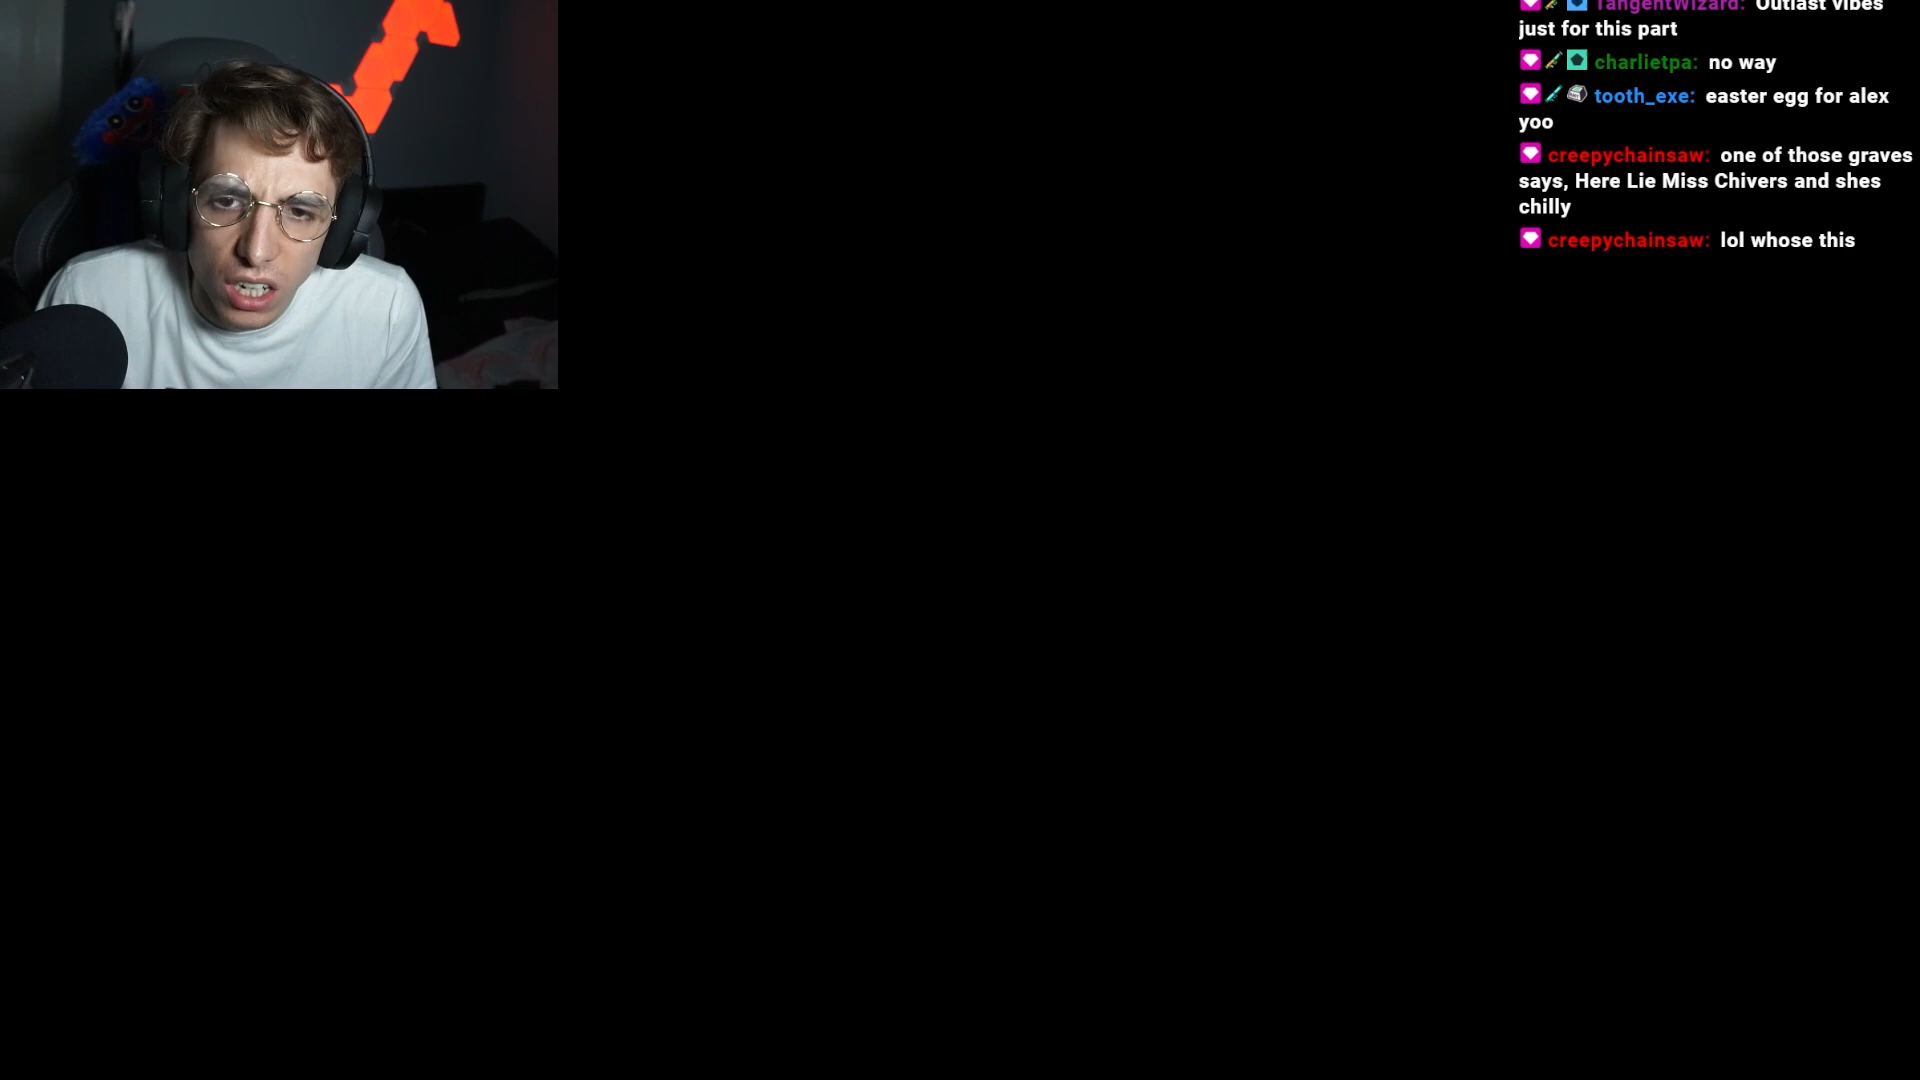 TangentWizard: Outlast vibes
just for this part
charlietpa: no way
tooth_exe: easter egg for alex
yoo
creepychainsaw: one of those graves
says, Here Lie Miss Chivers and shes
chilly
creepychainsaw: lol whose this